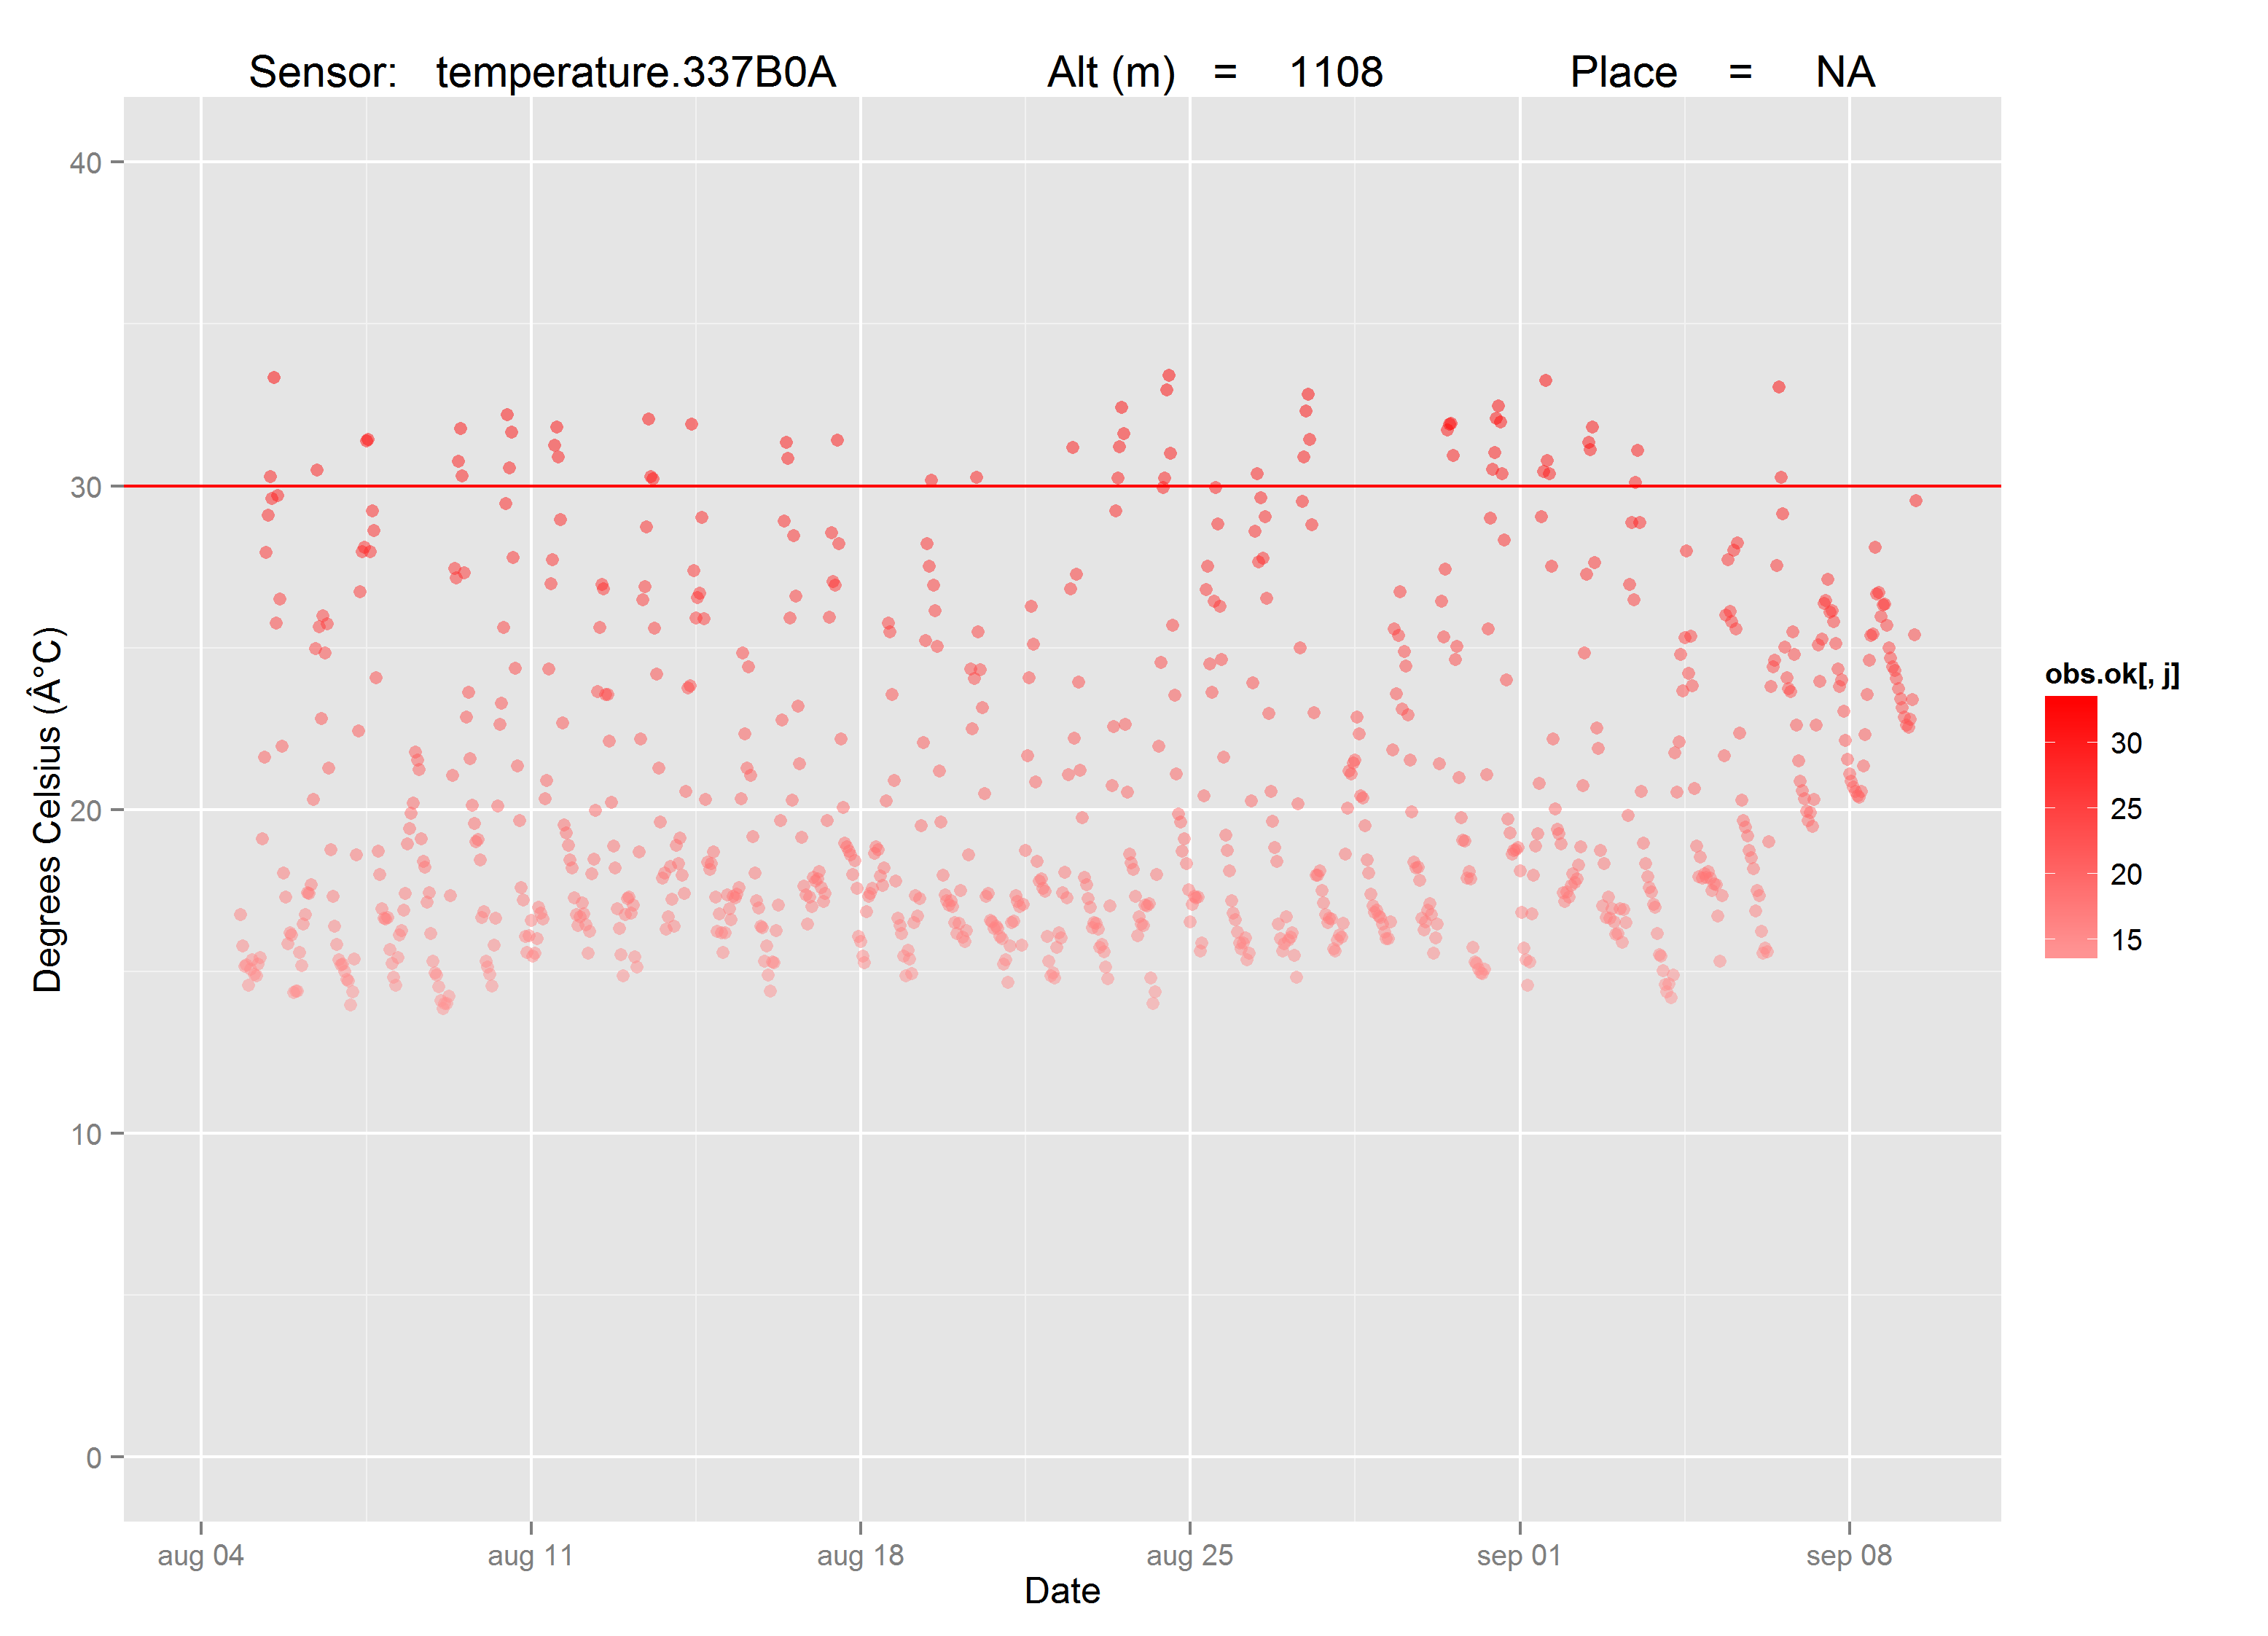 Sensor: temperature.337B0A Alt (m) = 1108 Place = NA
40
30
20
10
0
Degrees Celsius (Â°C)
aug 04 aug 11 aug 18 aug 25 sep 01 sep 08
Date
obs.ok[, j]
30
25
20
15